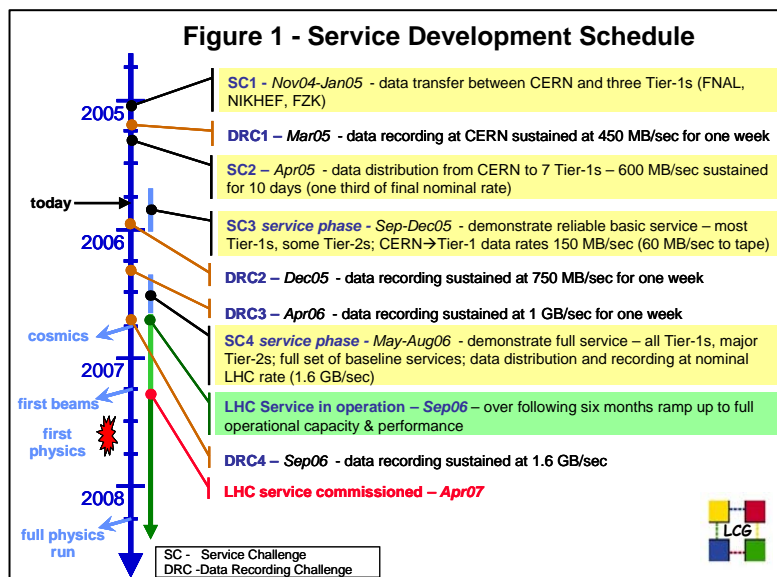 Figure 1 - Service Development Schedule
SC1 - Nov04-Jan05 - data transfer between CERN and three Tier-1s (FNAL,
NIKHEF, FZK)
2005
DRC1 – Mar05 - data recording at CERN sustained at 450 MB/sec for one week
SC2 – Apr05 - data distribution from CERN to 7 Tier-1s – 600 MB/sec sustained
for 10 days (one third of final nominal rate)
today
SC3 service phase - Sep-Dec05 - demonstrate reliable basic service – most
Tier-1s, some Tier-2s; CERN→Tier-1 data rates 150 MB/sec (60 MB/sec to tape)
2006
DRC2 – Dec05 - data recording sustained at 750 MB/sec for one week
DRC3 – Apr06 - data recording sustained at 1 GB/sec for one week
cosmics
SC4 service phase - May-Aug06 - demonstrate full service – all Tier-1s, major
Tier-2s; full set of baseline services; data distribution and recording at nominal
LHC rate (1.6 GB/sec)
2007
first beams
LHC Service in operation – Sep06 – over following six months ramp up to full
operational capacity & performance
first
physics
DRC4 – Sep06 - data recording sustained at 1.6 GB/sec
LHC service commissioned – Apr07
2008
full physics
run
SC - Service Challenge
DRC -Data Recording Challenge
LCG